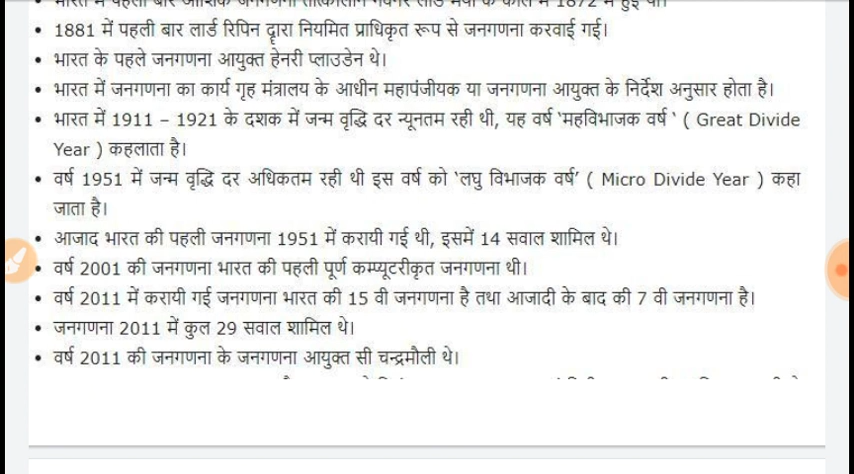 • 1881 में पहली बार लार्ड रिपिन द्वारा नियमित प्राधिकृत रूप से जनगणना करवाई गई।
• भारत के पहले जनगणना आयुक्त हेनरी प्लाउडेन थे।
• भारत में जनगणना का कार्य गृह मंत्रालय के आधीन महापंजीयक या जनगणना आयुक्त के निर्देश अनुसार होता है।
• भारत में 1911 – 1921 के दशक में जन्म वृद्धि दर न्यूनतम रही थी, यह वर्ष ‘महविभाजक वर्ष ‘ ( Great Divide
Year ) कहलाता है।
• वर्ष 1951 में जन्म वृद्धि दर अधिकतम रही थी इस वर्ष को ‘लघु विभाजक वर्ष’ ( Micro Divide Year ) कहा
जाता है।
• आजाद भारत की पहली जनगणना 1951 में करायी गई थी, इसमें 14 सवाल शामिल थे।
• वर्ष 2001 की जनगणना भारत की पहली पूर्ण कम्प्यूटरीकृत जनगणना थी।
• वर्ष 2011 में करायी गई जनगणना भारत की 15 वी जनगणना है तथा आजादी के बाद की 7 वी जनगणना है।
• जनगणना 2011 में कुल 29 सवाल शामिल थे।
• वर्ष 2011 की जनगणना के जनगणना आयुक्त सी चन्द्रमौली थे।